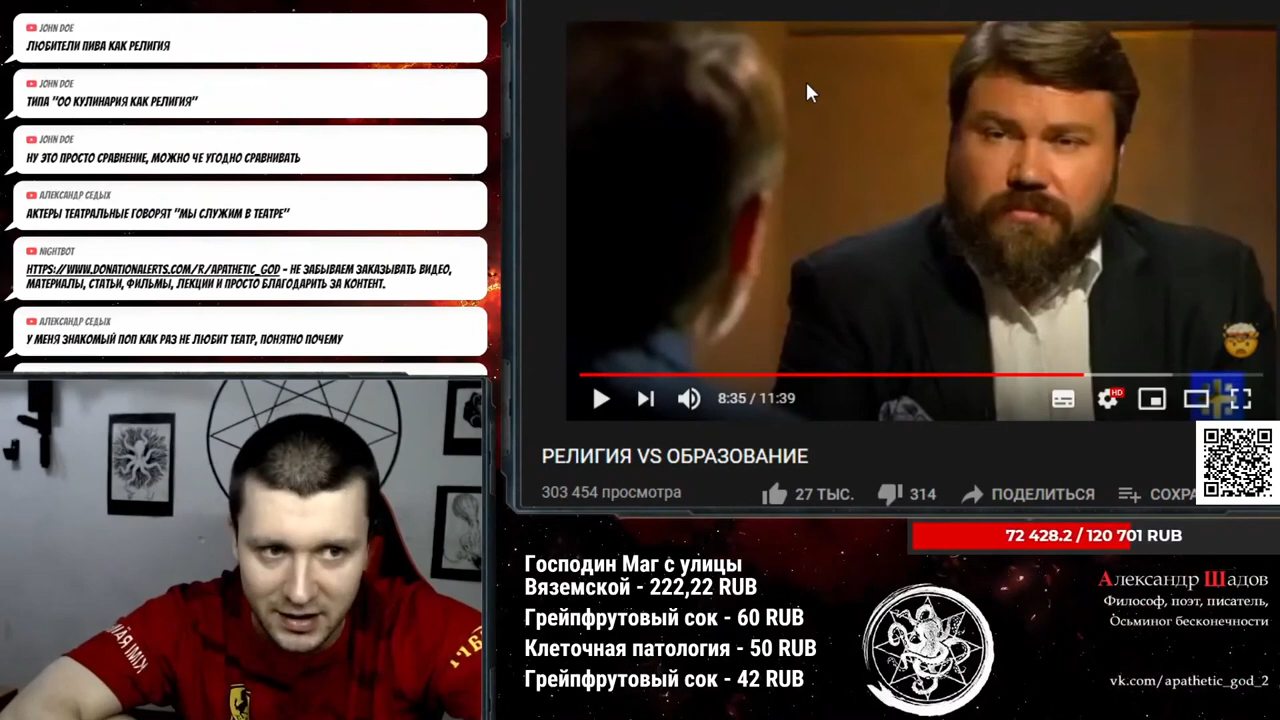 JOHN DOE
ЛЮБИТЕЛИ ПИВА КАК РЕЛИГИЯ
JOHN DOE
ТИПА "ОО КУЛИНАРИЯ КАК РЕЛИГИЯ"
JOHN DOE
НУ ЭТО ПРОСТО СРАВНЕНИЕ, МОЖНО ЧЕ УГОДНО СРАВНИВАТЬ
АЛЕКСАНДР СЕДЫХ
АКТЕРЫ ТЕАТРАЛЬНЫЕ ГОВОРЯТ "МЫ СЛУЖИМ В ТЕАТРЕ"
NIGHTBOT
HTTPS://WWW.DONATIONALERTS.COM/R/APATHETIC_GOD - НЕ ЗАБЫВАЕМ ЗАКАЗЫВАТЬ ВИДЕО,
МАТЕРИАЛЫ, СТАТЬИ, ФИЛЬМЫ, ЛЕКЦИИ И ПРОСТО БЛАГОДАРИТЬ ЗА КОНТЕНТ.
АЛЕКСАНДР СЕДЫХ
У МЕНЯ ЗНАКОМЫЙ ПОП КАК РАЗ НЕ ЛЮБИТ ТЕАТР, ПОНЯТНО ПОЧЕМУ
8:35 / 11:39
HD
РЕЛИГИЯ VS ОБРАЗОВАНИЕ
303 454 просмотра
27 ТЫС.
314
ПОДЕЛИТЬСЯ
СОХРА
72 428.2 / 120 701 RUB
Господин Маг с улицы
Вяземской - 222,22 RUB
Грейпфрутовый сок - 60 RUB
Клеточная патология - 50 RUB
Грейпфрутовый сок - 42 RUB
Александр Шадов
Философ, поэт, писатель,
Осьминог бесконечности
vk.com/apathetic_god_2